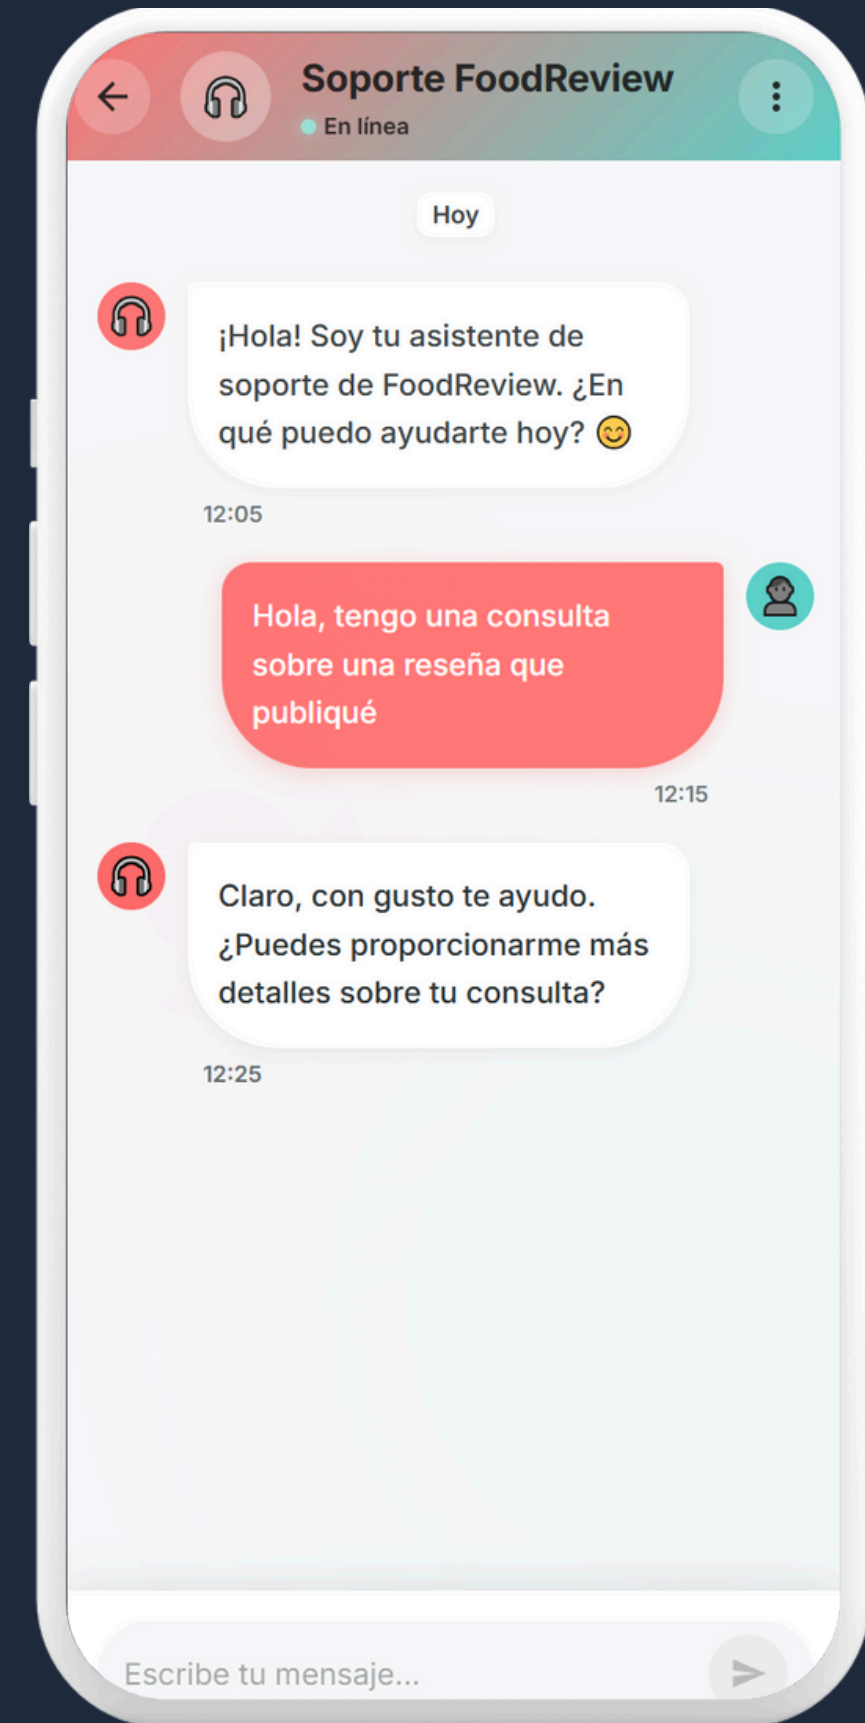 Soporte FoodReview
En línea
Hoy
¡Hola! Soy tu asistente de
soporte de FoodReview. ¿En
qué puedo ayudarte hoy? 😊
12:05
Hola, tengo una consulta
sobre una reseña que
publiqué
12:15
Claro, con gusto te ayudo.
¿Puedes proporcionarme más
detalles sobre tu consulta?
12:25
Escribe tu mensaje...